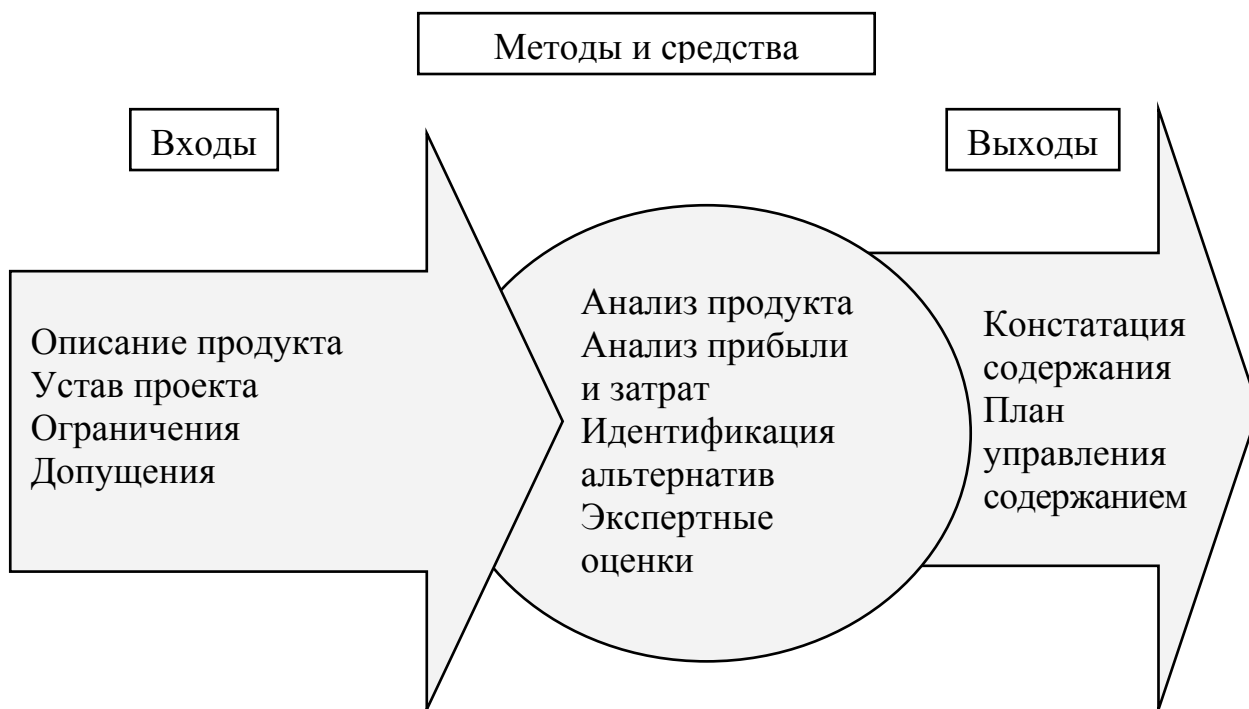 Методы и средства
Входы
Выходы
Описание продукта
Устав проекта
Ограничения
Допущения
Анализ продукта
Анализ прибыли
и затрат
Идентификация
альтернатив
Экспертные
оценки
Констатация
содержания
План
управления
содержанием